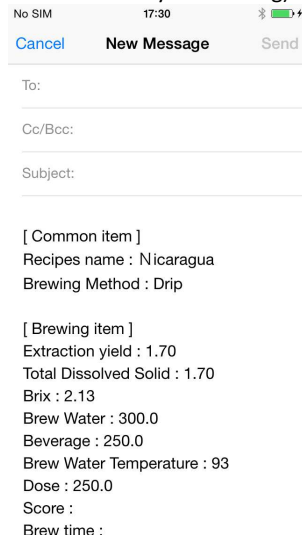 No SIM 17:30
Cancel New Message Send
To:
Cc/Bcc:
Subject:
[ Common item ]
Recipes name : Nicaragua
Brewing Method : Drip
[ Brewing item ]
Extraction yield : 1.70
Total Dissolved Solid : 1.70
Brix : 2.13
Brew Water : 300.0
Beverage : 250.0
Brew Water Temperature : 93
Dose : 250.0
Score :
Brew time :